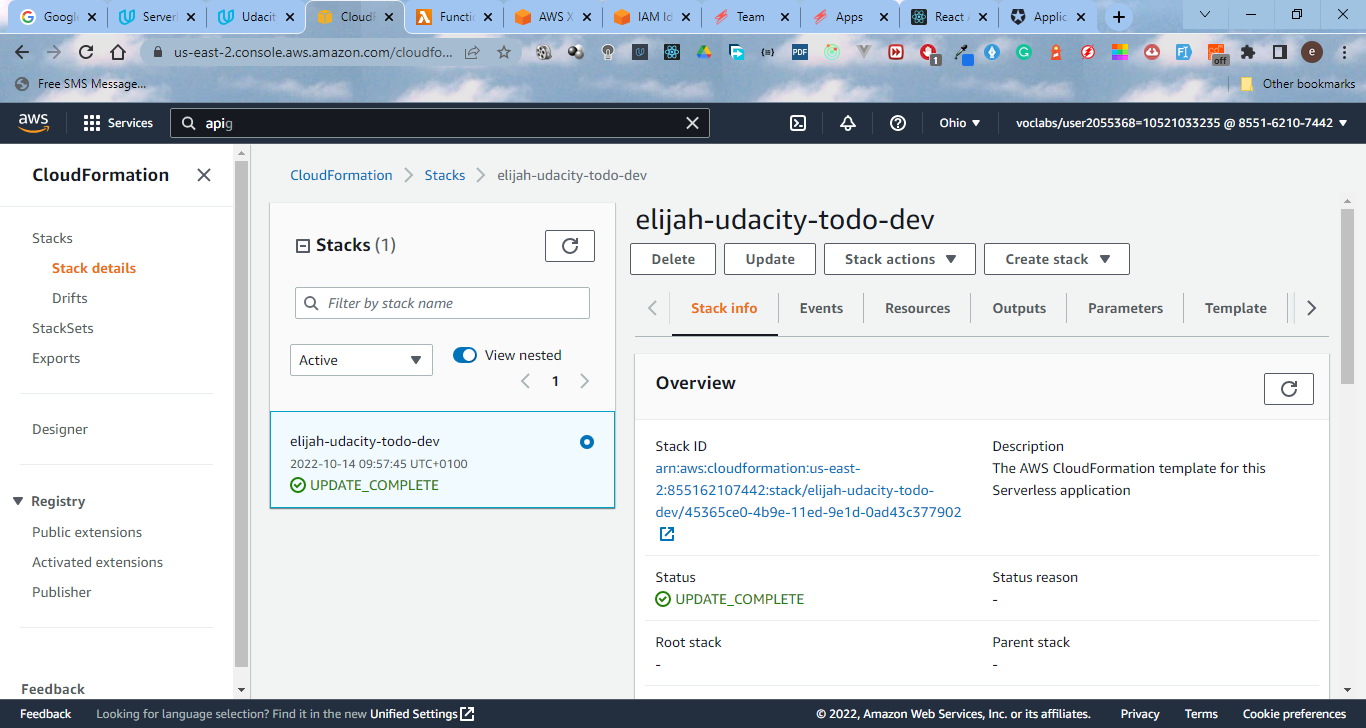 Google
Serverl
Udacit
CloudF
Functio
AWS X
IAM Id
Team
Apps
React
Applic
us-east-2.console.aws.amazon.com/cloudfo...
PDF
1
off
e
Free SMS Message...
Other bookmarks
aws
Services
apig
Ohio
voclabs/user2055368=10521033235 @ 8551-6210-7442
CloudFormation
Stacks
Stack details
Drifts
StackSets
Exports
Designer
Registry
Public extensions
Activated extensions
Publisher
Feedback
CloudFormation
Stacks
elijah-udacity-todo-dev
Stacks (1)
Filter by stack name
Active
View nested
1
elijah-udacity-todo-dev
2022-10-14 09:57:45 UTC+0100
UPDATE_COMPLETE
elijah-udacity-todo-dev
Delete
Update
Stack actions
Create stack
Stack info
Events
Resources
Outputs
Parameters
Template
Overview
Stack ID
arn:aws:cloudformation:us-east-
2:855162107442:stack/elijah-udacity-todo-
dev/45365ce0-4b9e-11ed-9e1d-0ad43c377902
Description
The AWS CloudFormation template for this
Serverless application
Status
UPDATE_COMPLETE
Status reason
-
Root stack
-
Parent stack
-
Feedback
Looking for language selection? Find it in the new Unified Settings
© 2022, Amazon Web Services, Inc. or its affiliates.
Privacy
Terms
Cookie preferences